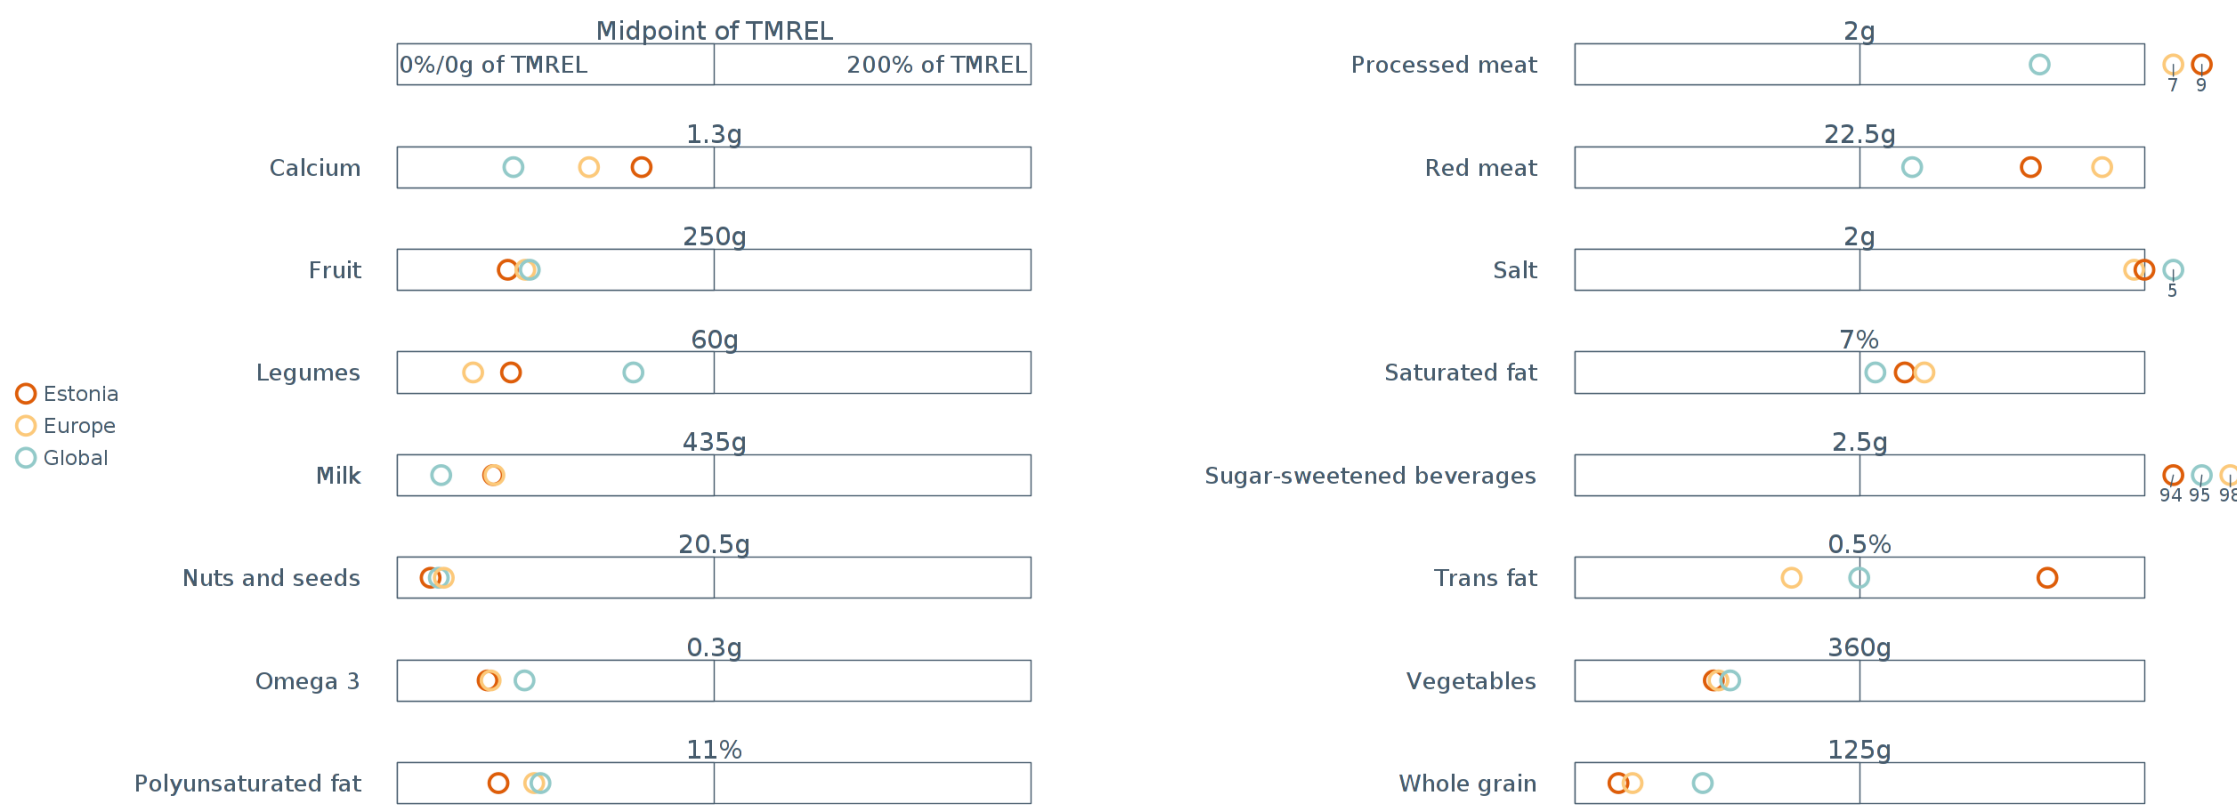 Midpoint of TMREL
0%/0g of TMREL 200% of TMREL
1.3g
Calcium
250g
Fruit
60g
Legumes
435g
Milk
20.5g
Nuts and seeds
0.3g
Omega 3
11%
Polyunsaturated fat
Estonia
Europe
Global
2g
Processed meat
7 9
22.5g
Red meat
2g
Salt
5
7%
Saturated fat
2.5g
Sugar-sweetened beverages
94 95 98
0.5%
Trans fat
360g
Vegetables
125g
Whole grain